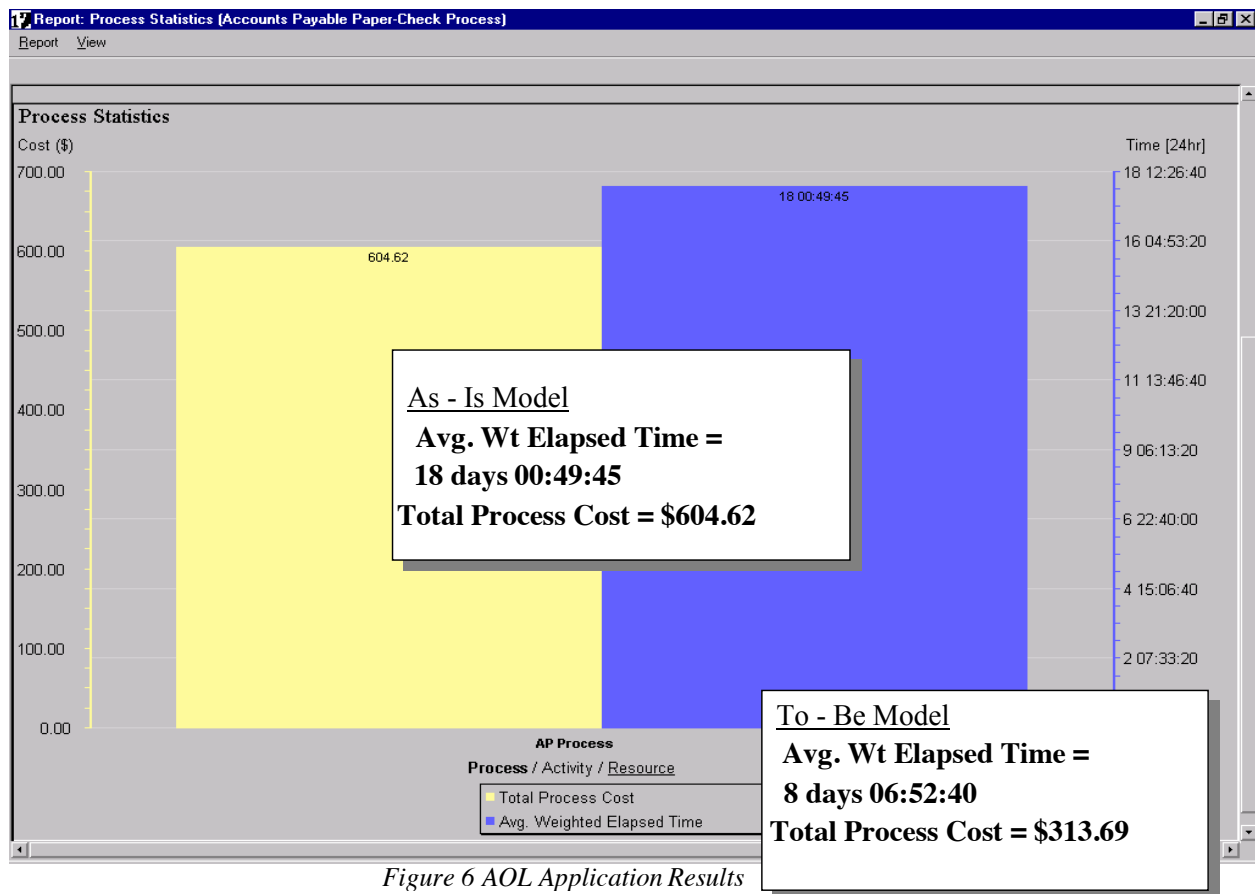 Report: Process Statistics (Accounts Payable Paper-Check Process)
Report View
Process Statistics
Cost ($)
Time [24hr]
700.00
600.00
500.00
400.00
300.00
200.00
100.00
0.00
604.62
18 00:49:45
18 12:26:40
16 04:53:20
13 21:20:00
11 13:46:40
9 06:13:20
6 22:40:00
4 15:06:40
2 07:33:20
As - Is Model
Avg. Wt Elapsed Time =
18 days 00:49:45
Total Process Cost = $604.62
AP Process
Process / Activity / Resource
Total Process Cost
Avg. Weighted Elapsed Time
To - Be Model
Avg. Wt Elapsed Time =
8 days 06:52:40
Total Process Cost = $313.69
Figure 6 AOL Application Results